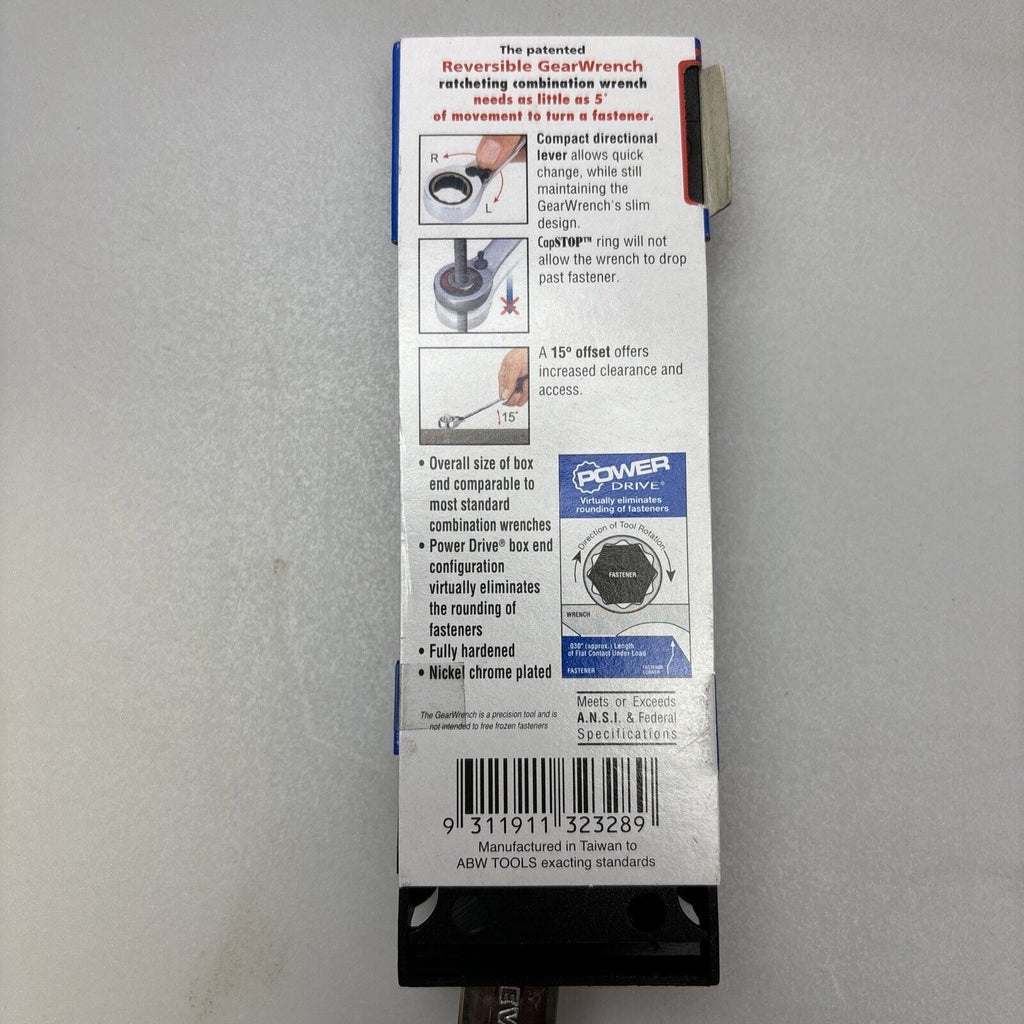 The patented
Reversible GearWrench
ratcheting combination wrench
needs as little as 5°
of movement to turn a fastener.
R
L
Compact directional
lever allows quick
change, while still
maintaining the
GearWrench's slim
design.
CapSTOP™ ring will not
allow the wrench to drop
past fastener.
15°
A 15° offset offers
increased clearance and
access.
• Overall size of box
end comparable to
most standard
combination wrenches
• Power Drive® box end
configuration
virtually eliminates
the rounding of
fasteners
• Fully hardened
• Nickel chrome plated
POWER
DRIVE®
Virtually eliminates
rounding of fasteners
Direction of Tool Rotation
FASTENER
WRENCH
.030" (approx.) Length
of Flat Contact Under Load
FASTENER
FASTENER
CORNER
The GearWrench is a precision tool and is
not intended to free frozen fasteners
Meets or Exceeds
A.N.S.I. & Federal
Specifications
9 311911 323289
Manufactured in Taiwan to
ABW TOOLS exacting standards